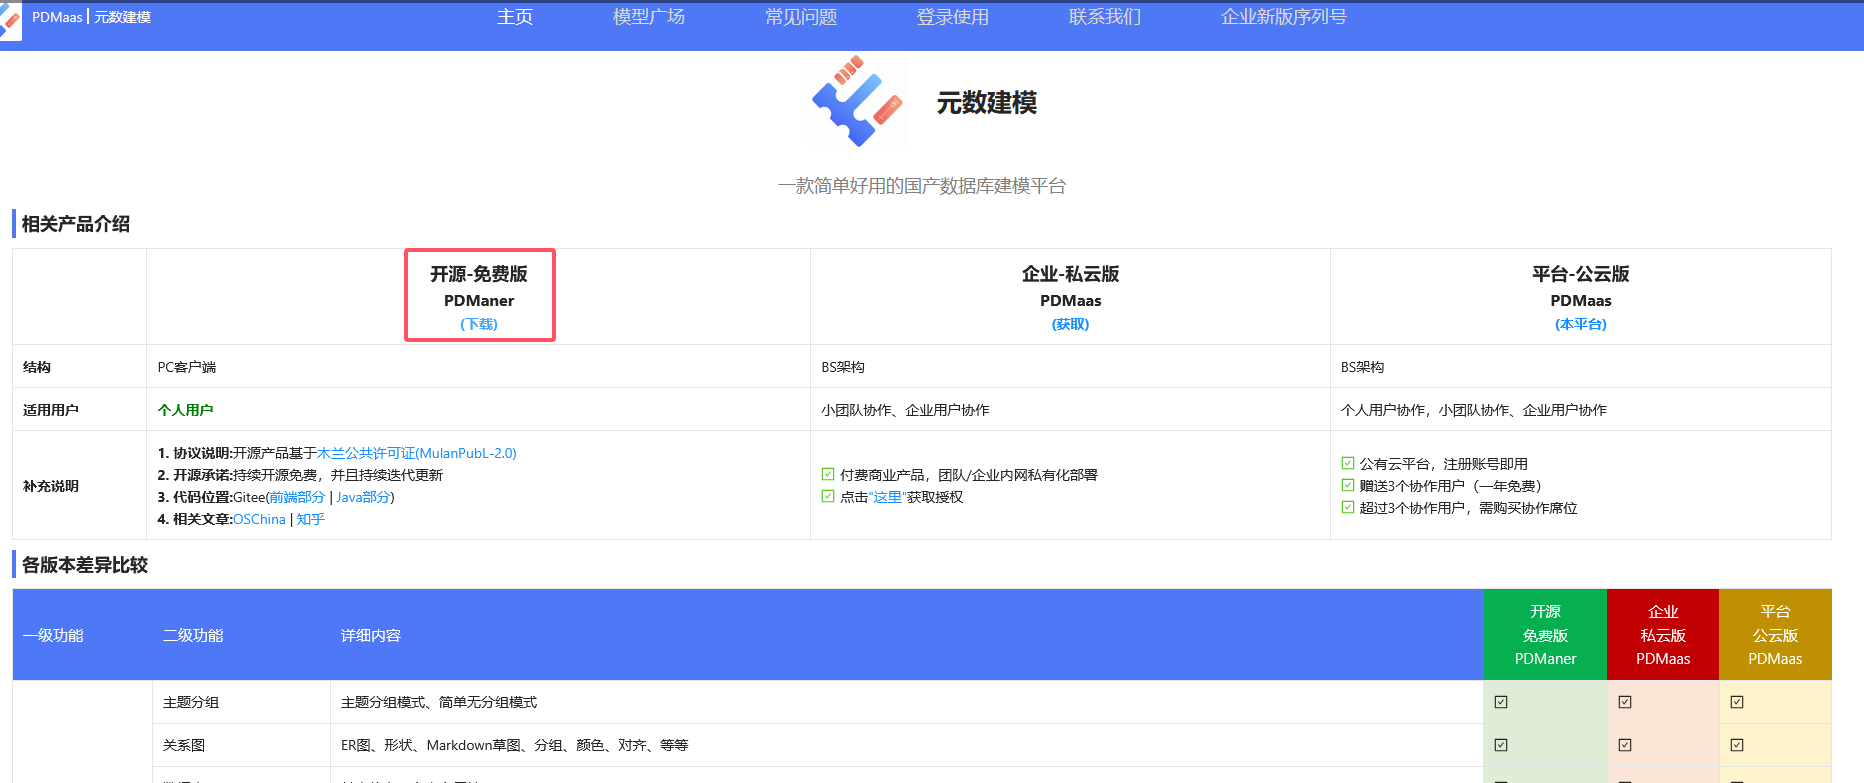 PDMaas | 元数建模
主页 模型广场 常见问题 登录使用 联系我们 企业新版序列号
元数建模
一款简单好用的国产数据库建模平台
相关产品介绍
开源-免费版 企业-私云版 平台-公云版
PDManer PDMaas PDMaas
(下载) (获取) (本平台)
结构 PC客户端 BS架构 BS架构
适用用户 个人用户 小团队协作、企业用户协作 个人用户协作，小团队协作、企业用户协作
补充说明
1. 协议说明:开源产品基于木兰公共许可证(MulanPubL-2.0)
2. 开源承诺:持续开源免费，并且持续迭代更新
3. 代码位置:Gitee(前端部分 | Java部分)
4. 相关文章:OSChina | 知乎
付费商业产品，团队/企业内网私有化部署
点击"这里"获取授权
公有云平台，注册账号即用
赠送3个协作用户（一年免费）
超过3个协作用户，需购买协作席位
各版本差异比较
一级功能 二级功能 详细内容
开源
免费版
PDManer
企业
私云版
PDMaas
平台
公云版
PDMaas
主题分组 主题分组模式、简单无分组模式
关系图 ER图、形状、Markdown草图、分组、颜色、对齐、等等